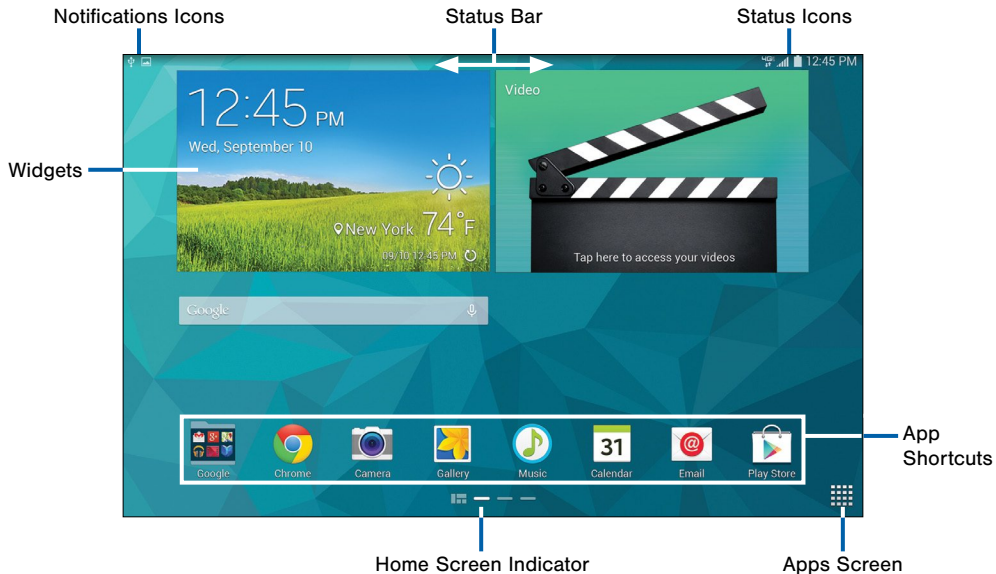 Notifications Icons
Status Bar
Status Icons
4G
12:45 PM
12:45 PM
Wed, September 10
New York 74°F
09/10 12:45 PM
Video
Tap here to access your videos
Widgets
Google
Google
Chrome
Camera
Gallery
Music
31
Calendar
@
Email
Play Store
App
Shortcuts
Home Screen Indicator
Apps Screen